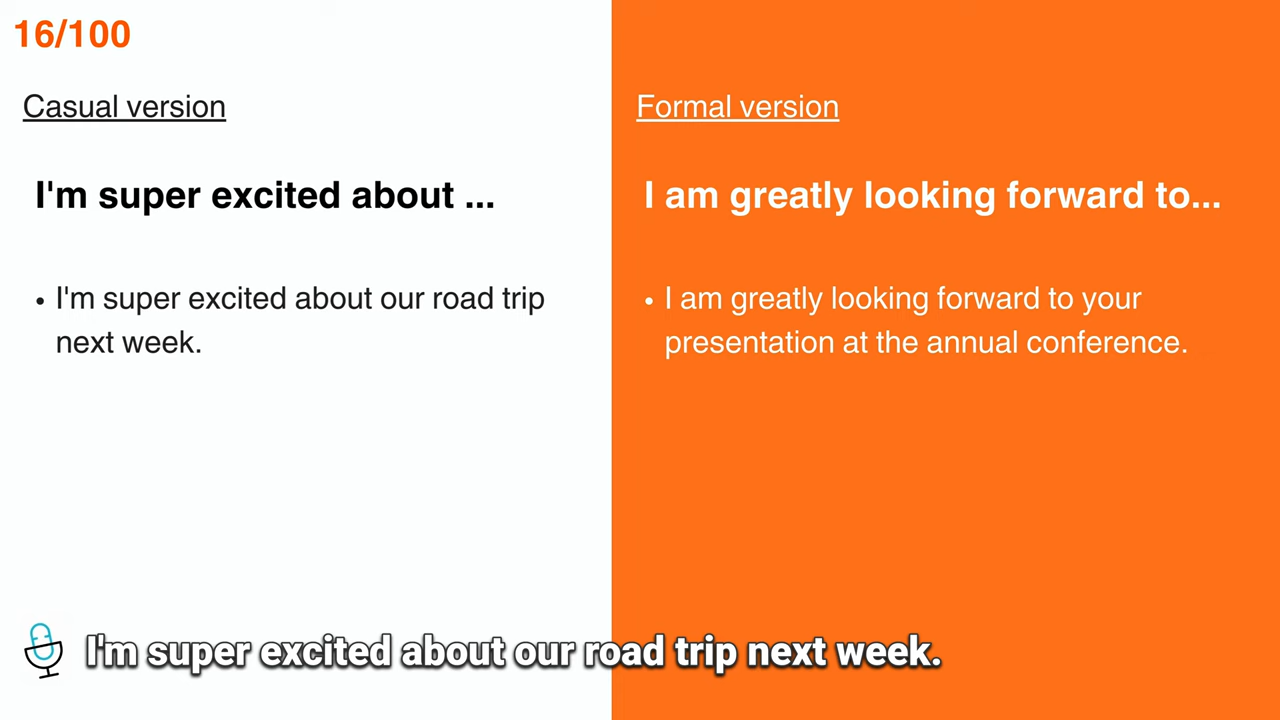 16/100
Casual version
I'm super excited about ...
• I'm super excited about our road trip
next week.
Formal version
I am greatly looking forward to...
• I am greatly looking forward to your
presentation at the annual conference.
I'm super excited about our road trip next week.